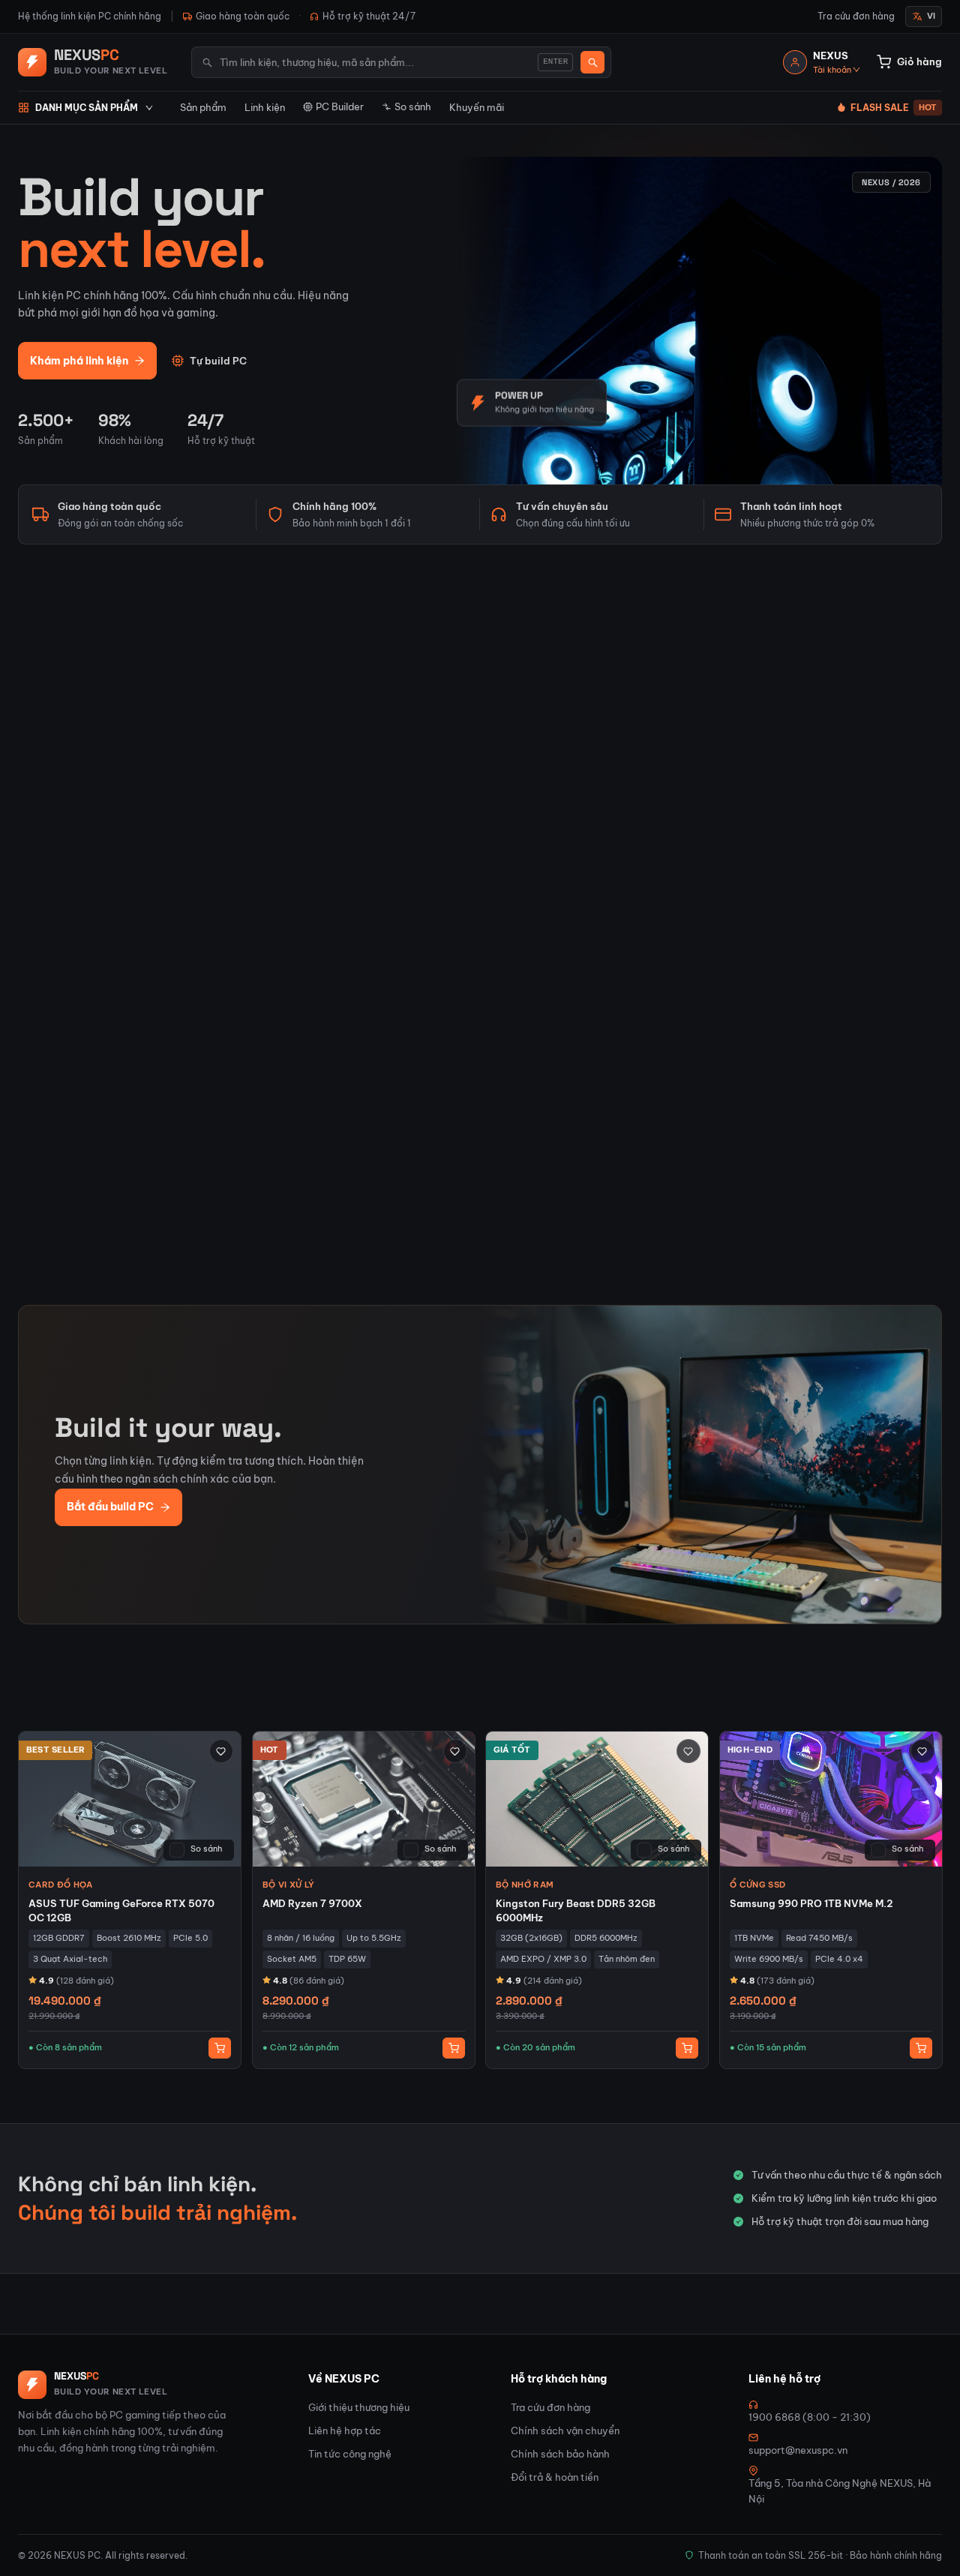 Hệ thống linh kiện PC chính hãng
Giao hàng toàn quốc
Hỗ trợ kỹ thuật 24/7
Tra cứu đơn hàng
VI
NEXUSPC
BUILD YOUR NEXT LEVEL
Tìm linh kiện, thương hiệu, mã sản phẩm...
ENTER
NEXUS
Tài khoản
Giỏ hàng
DANH MỤC SẢN PHẨM
Sản phẩm
Linh kiện
PC Builder
So sánh
Khuyến mãi
FLASH SALE
HOT
NEXUS / 2026
Build your
next level.
Linh kiện PC chính hãng 100%. Cấu hình chuẩn nhu cầu. Hiệu năng
bứt phá mọi giới hạn đồ họa và gaming.
Khám phá linh kiện
Tự build PC
POWER UP
Không giới hạn hiệu năng
2.500+
98%
24/7
Sản phẩm
Khách hài lòng
Hỗ trợ kỹ thuật
Giao hàng toàn quốc
Đóng gói an toàn chống sốc
Chính hãng 100%
Bảo hành minh bạch 1 đổi 1
Tư vấn chuyên sâu
Chọn đúng cấu hình tối ưu
Thanh toán linh hoạt
Nhiều phương thức trả góp 0%
Build it your way.
Chọn từng linh kiện. Tự động kiểm tra tương thích. Hoàn thiện
cấu hình theo ngân sách chính xác của bạn.
Bắt đầu build PC
ALIENWARE
BEST SELLER
So sánh
CARD ĐỒ HỌA
ASUS TUF Gaming GeForce RTX 5070
OC 12GB
12GB GDDR7
Boost 2610 MHz
PCIe 5.0
3 Quạt Axial-tech
4.9 (128 đánh giá)
19.490.000 ₫
21.990.000 ₫
Còn 8 sản phẩm
HOT
AMD
So sánh
BỘ VI XỬ LÝ
AMD Ryzen 7 9700X
8 nhân / 16 luồng
Up to 5.5GHz
Socket AM5
TDP 65W
4.8 (86 đánh giá)
8.290.000 ₫
8.990.000 ₫
Còn 12 sản phẩm
GIÁ TỐT
So sánh
BỘ NHỚ RAM
Kingston Fury Beast DDR5 32GB
6000MHz
32GB (2x16GB)
DDR5 6000MHz
AMD EXPO / XMP 3.0
Tản nhôm đen
4.9 (214 đánh giá)
2.890.000 ₫
3.390.000 ₫
Còn 20 sản phẩm
HIGH-END
GIGABYTE
ASUS
So sánh
Ổ CỨNG SSD
Samsung 990 PRO 1TB NVMe M.2
1TB NVMe
Read 7450 MB/s
Write 6900 MB/s
PCIe 4.0 x4
4.8 (173 đánh giá)
2.650.000 ₫
3.190.000 ₫
Còn 15 sản phẩm
Không chỉ bán linh kiện.
Chúng tôi build trải nghiệm.
Tư vấn theo nhu cầu thực tế & ngân sách
Kiểm tra kỹ lưỡng linh kiện trước khi giao
Hỗ trợ kỹ thuật trọn đời sau mua hàng
NEXUSPC
BUILD YOUR NEXT LEVEL
Nơi bắt đầu cho bộ PC gaming tiếp theo của
bạn. Linh kiện chính hãng 100%, tư vấn đúng
nhu cầu, đồng hành trong từng trải nghiệm.
Về NEXUS PC
Giới thiệu thương hiệu
Liên hệ hợp tác
Tin tức công nghệ
Hỗ trợ khách hàng
Tra cứu đơn hàng
Chính sách vận chuyển
Chính sách bảo hành
Đổi trả & hoàn tiền
Liên hệ hỗ trợ
1900 6868 (8:00 - 21:30)
support@nexuspc.vn
Tầng 5, Tòa nhà Công Nghệ NEXUS, Hà
Nội
© 2026 NEXUS PC. All rights reserved.
Thanh toán an toàn SSL 256-bit · Bảo hành chính hãng